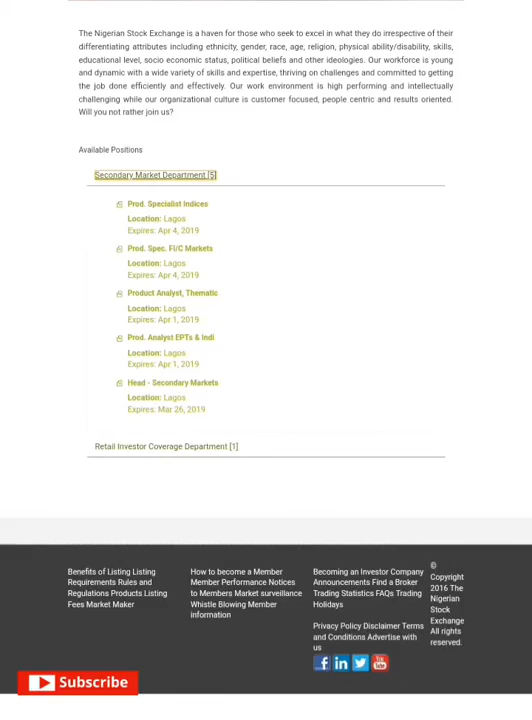 The Nigerian Stock Exchange is a haven for those who seek to excel in what they do irrespective of their
differentiating attributes including ethnicity, gender, race, age, religion, physical ability/disability, skills,
educational level, socio economic status, political beliefs and other ideologies. Our workforce is young
and dynamic with a wide variety of skills and expertise, thriving on challenges and committed to getting
the job done efficiently and effectively. Our work environment is high performing and intellectually
challenging while our organizational culture is customer focused, people centric and results oriented.
Will you not rather join us?
Available Positions
Secondary Market Department [5]
Prod. Specialist Indices
Location: Lagos
Expires: Apr 4, 2019
Prod. Spec. FI/C Markets
Location: Lagos
Expires: Apr 4, 2019
Product Analyst, Thematic
Location: Lagos
Expires: Apr 1, 2019
Prod. Analyst EPTs & Indi
Location: Lagos
Expires: Apr 1, 2019
Head - Secondary Markets
Location: Lagos
Expires: Mar 26, 2019
Retail Investor Coverage Department [1]
Benefits of Listing Listing
Requirements Rules and
Regulations Products Listing
Fees Market Maker
How to become a Member
Member Performance Notices
to Members Market surveillance
Whistle Blowing Member
information
Becoming an Investor Company
Announcements Find a Broker
Trading Statistics FAQs Trading
Holidays
Privacy Policy Disclaimer Terms
and Conditions Advertise with
us
©
Copyright
2016 The
Nigerian
Stock
Exchange
All rights
reserved.
f in You Tube
Subscribe